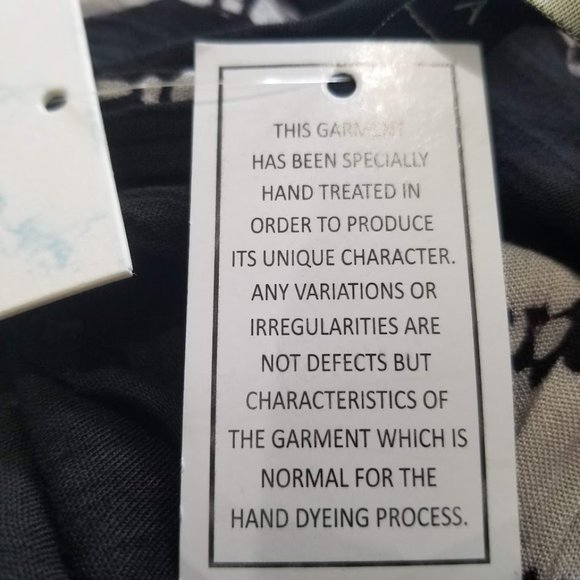 THIS GARMENT
HAS BEEN SPECIALLY
HAND TREATED IN
ORDER TO PRODUCE
ITS UNIQUE CHARACTER.
ANY VARIATIONS OR
IRREGULARITIES ARE
NOT DEFECTS BUT
CHARACTERISTICS OF
THE GARMENT WHICH IS
NORMAL FOR THE
HAND DYEING PROCESS.